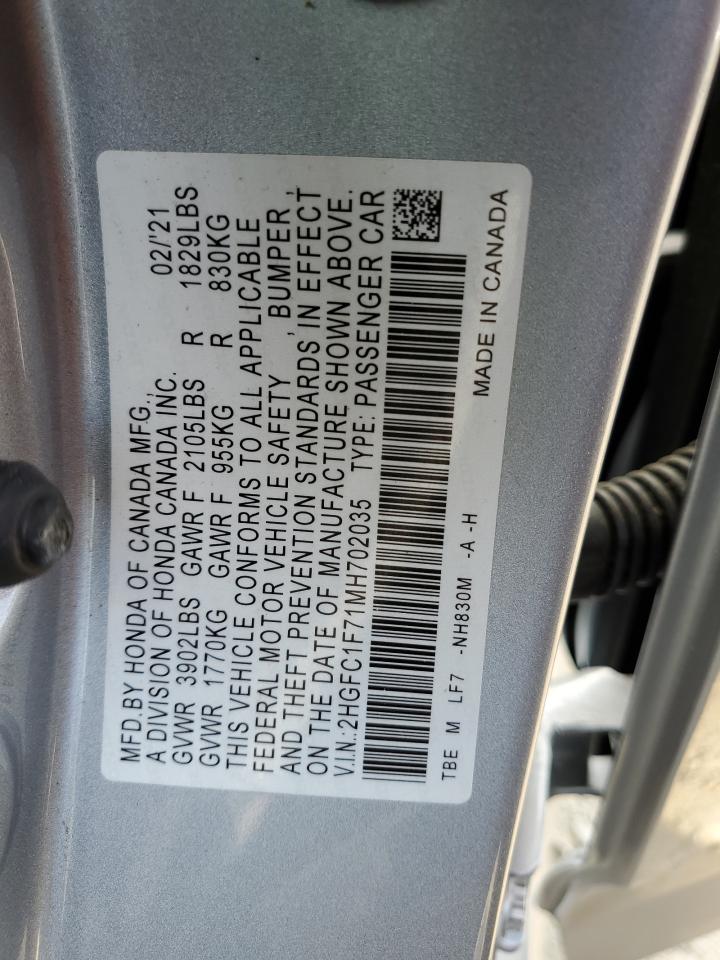 MFD.BY HONDA OF CANADA MFG.,
A DIVISION OF HONDA CANADA INC. 02/'21
GVWR 3902LBS GAWR F 2105LBS R 1829LBS
GVWR 1770KG GAWR F 955KG R 830KG
THIS VEHICLE CONFORMS TO ALL APPLICABLE
FEDERAL MOTOR VEHICLE SAFETY , BUMPER ,
AND THEFT PREVENTION STANDARDS IN EFFECT
ON THE DATE OF MANUFACTURE SHOWN ABOVE.
V.I.N.:2HGFC1F71MH702035 TYPE: PASSENGER CAR
TBE M LF7 -NH830M -A -H
MADE IN CANADA